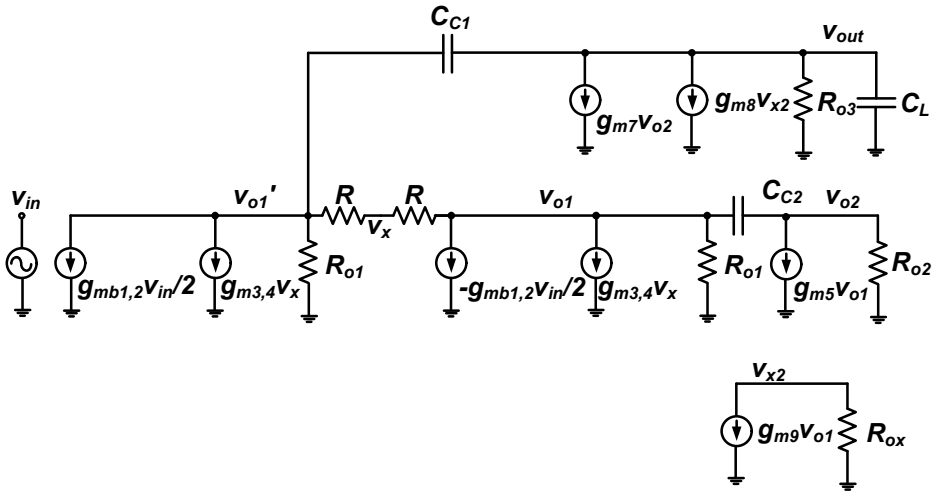 C_C1
v_out
g_m7v_o2
g_m8v_x2
R_o3
C_L
v_in
v_o1'
R
R
v_x
v_o1
C_C2
v_o2
R_o1
R_o1
R_o2
g_mb1,2v_in/2
g_m3,4v_x
-g_mb1,2v_in/2
g_m3,4v_x
g_m5v_o1
v_x2
g_m9v_o1
R_ox